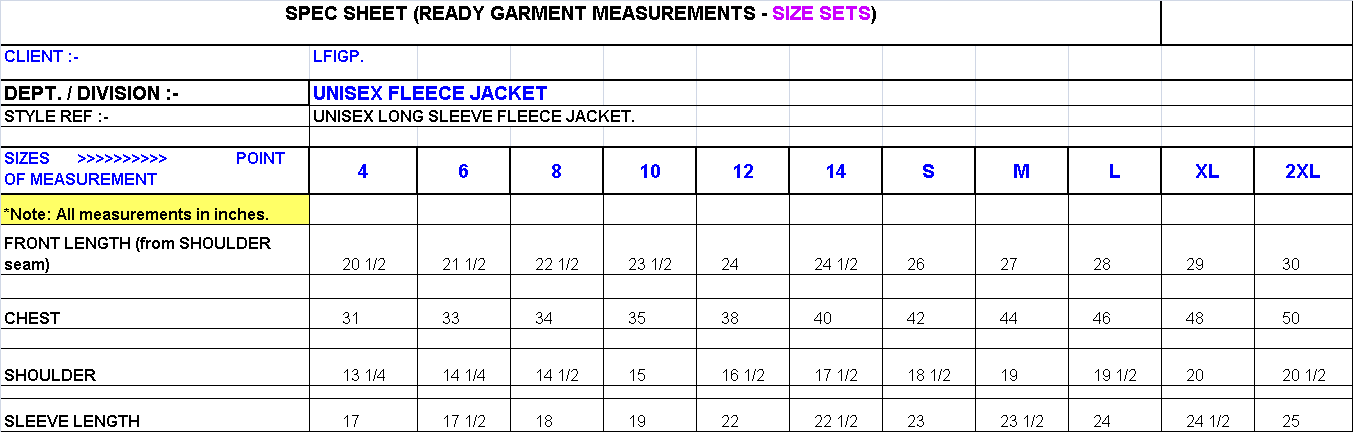 SPEC SHEET (READY GARMENT MEASUREMENTS - SIZE SETS)
CLIENT :- LFIGP.
DEPT. / DIVISION :- UNISEX FLEECE JACKET
STYLE REF :- UNISEX LONG SLEEVE FLEECE JACKET.
SIZES >>>>>>>>>> POINT
OF MEASUREMENT 4 6 8 10 12 14 S M L XL 2XL
*Note: All measurements in inches.
FRONT LENGTH (from SHOULDER
seam) 20 1/2 21 1/2 22 1/2 23 1/2 24 24 1/2 26 27 28 29 30
CHEST 31 33 34 35 38 40 42 44 46 48 50
SHOULDER 13 1/4 14 1/4 14 1/2 15 16 1/2 17 1/2 18 1/2 19 19 1/2 20 20 1/2
SLEEVE LENGTH 17 17 1/2 18 19 22 22 1/2 23 23 1/2 24 24 1/2 25